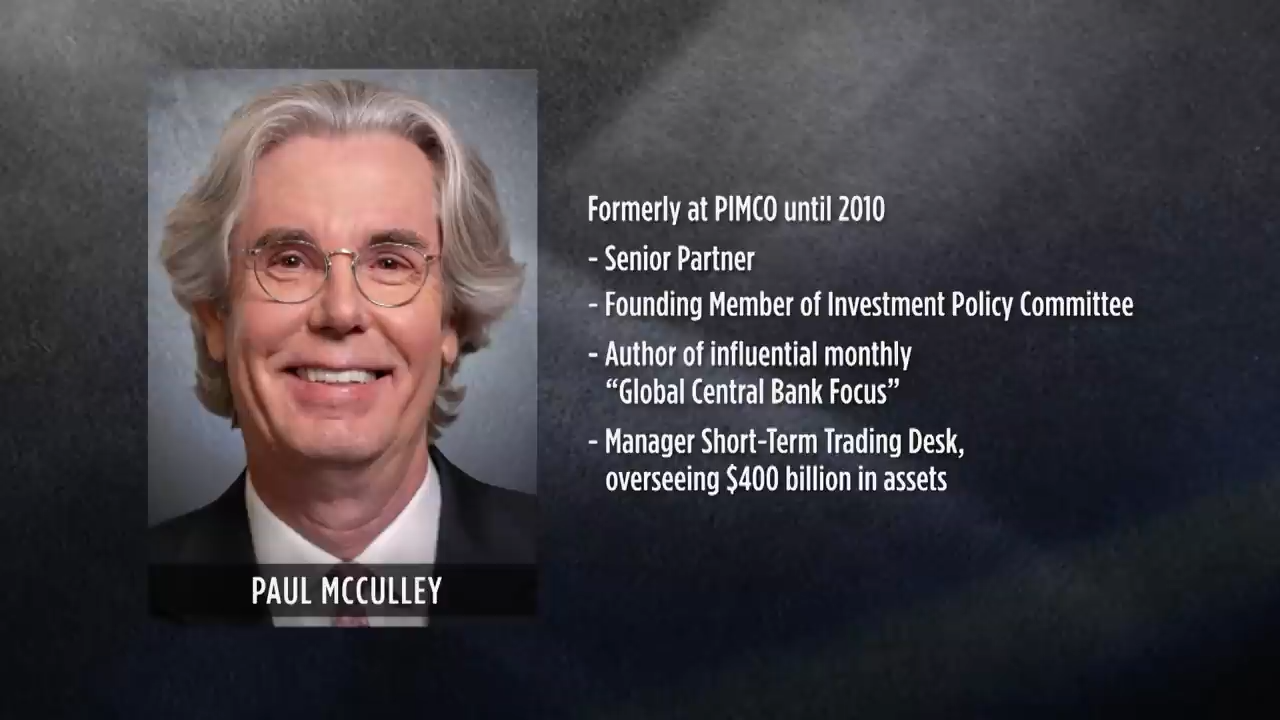 Formerly at PIMCO until 2010
- Senior Partner
- Founding Member of Investment Policy Committee
- Author of influential monthly
“Global Central Bank Focus”
- Manager Short-Term Trading Desk,
overseeing $400 billion in assets
PAUL MCCULLEY